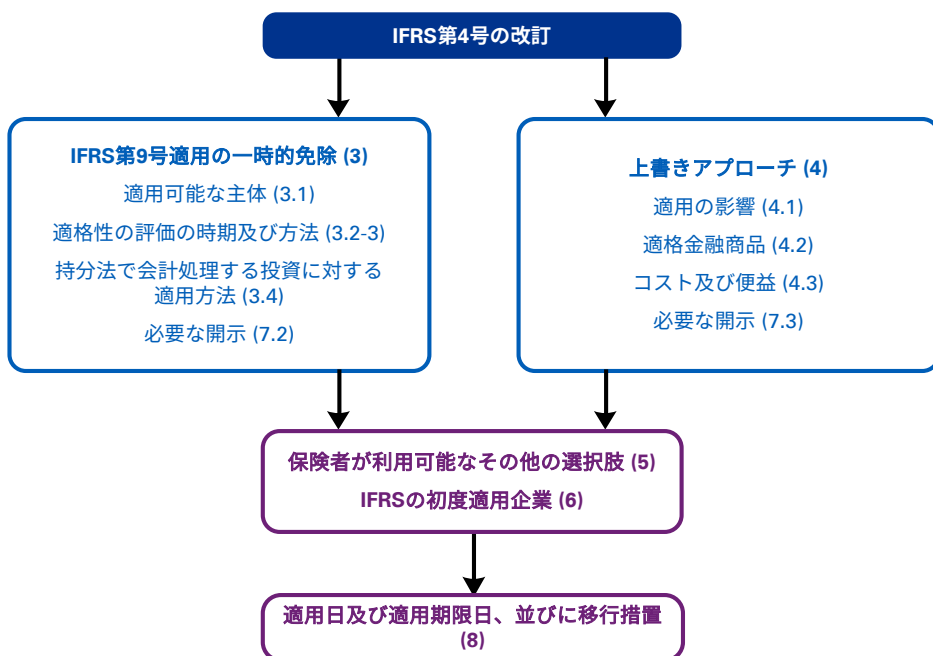 IFRS第4号の改訂
IFRS第9号適用の一時的免除 (3)
適用可能な主体 (3.1)
適格性の評価の時期及び方法 (3.2-3)
持分法で会計処理する投資に対する
適用方法 (3.4)
必要な開示 (7.2)
上書きアプローチ (4)
適用の影響 (4.1)
適格金融商品 (4.2)
コスト及び便益 (4.3)
必要な開示 (7.3)
保険者が利用可能なその他の選択肢 (5)
IFRSの初度適用企業 (6)
適用日及び適用期限日、並びに移行措置
(8)